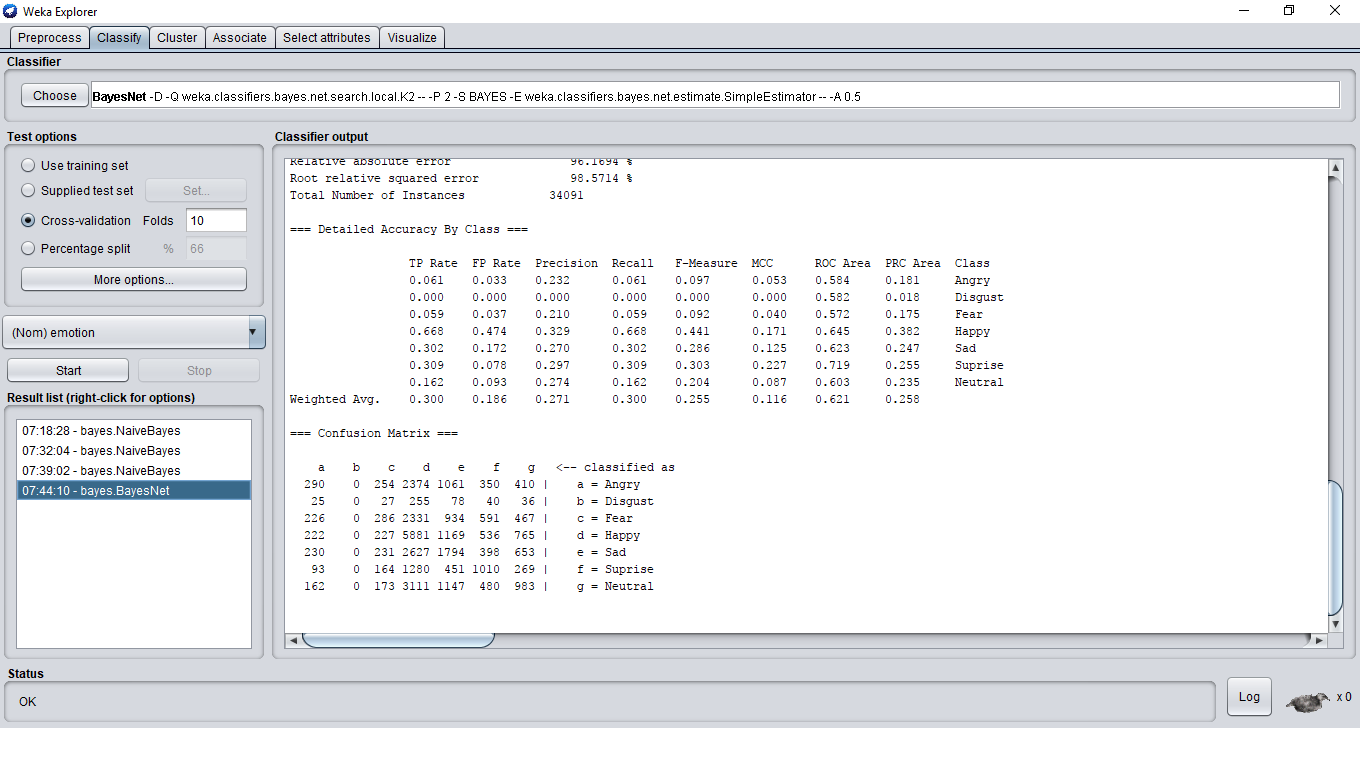 Weka Explorer
Preprocess Classify Cluster Associate Select attributes Visualize
Classifier
Choose BayesNet -D -Q weka.classifiers.bayes.net.search.local.K2 -- -P 2 -S BAYES -E weka.classifiers.bayes.net.estimate.SimpleEstimator -- -A 0.5
Test options
Use training set
Supplied test set Set...
Cross-validation Folds 10
Percentage split % 66
More options...
(Nom) emotion
Start Stop
Result list (right-click for options)
07:18:28 - bayes.NaiveBayes
07:32:04 - bayes.NaiveBayes
07:39:02 - bayes.NaiveBayes
07:44:10 - bayes.BayesNet
Classifier output
Relative absolute error 96.1694 %
Root relative squared error 98.5714 %
Total Number of Instances 34091
=== Detailed Accuracy By Class ===
TP Rate FP Rate Precision Recall F-Measure MCC ROC Area PRC Area Class
0.061 0.033 0.232 0.061 0.097 0.053 0.584 0.181 Angry
0.000 0.000 0.000 0.000 0.000 0.000 0.582 0.018 Disgust
0.059 0.037 0.210 0.059 0.092 0.040 0.572 0.175 Fear
0.668 0.474 0.329 0.668 0.441 0.171 0.645 0.382 Happy
0.302 0.172 0.270 0.302 0.286 0.125 0.623 0.247 Sad
0.309 0.078 0.297 0.309 0.303 0.227 0.719 0.255 Suprise
0.162 0.093 0.274 0.162 0.204 0.087 0.603 0.235 Neutral
Weighted Avg. 0.300 0.186 0.271 0.300 0.255 0.116 0.621 0.258
=== Confusion Matrix ===
a b c d e f g <-- classified as
290 0 254 2374 1061 350 410 | a = Angry
25 0 27 255 78 40 36 | b = Disgust
226 0 286 2331 934 591 467 | c = Fear
222 0 227 5881 1169 536 765 | d = Happy
230 0 231 2627 1794 398 653 | e = Sad
93 0 164 1280 451 1010 269 | f = Suprise
162 0 173 3111 1147 480 983 | g = Neutral
Status
OK
Log x 0